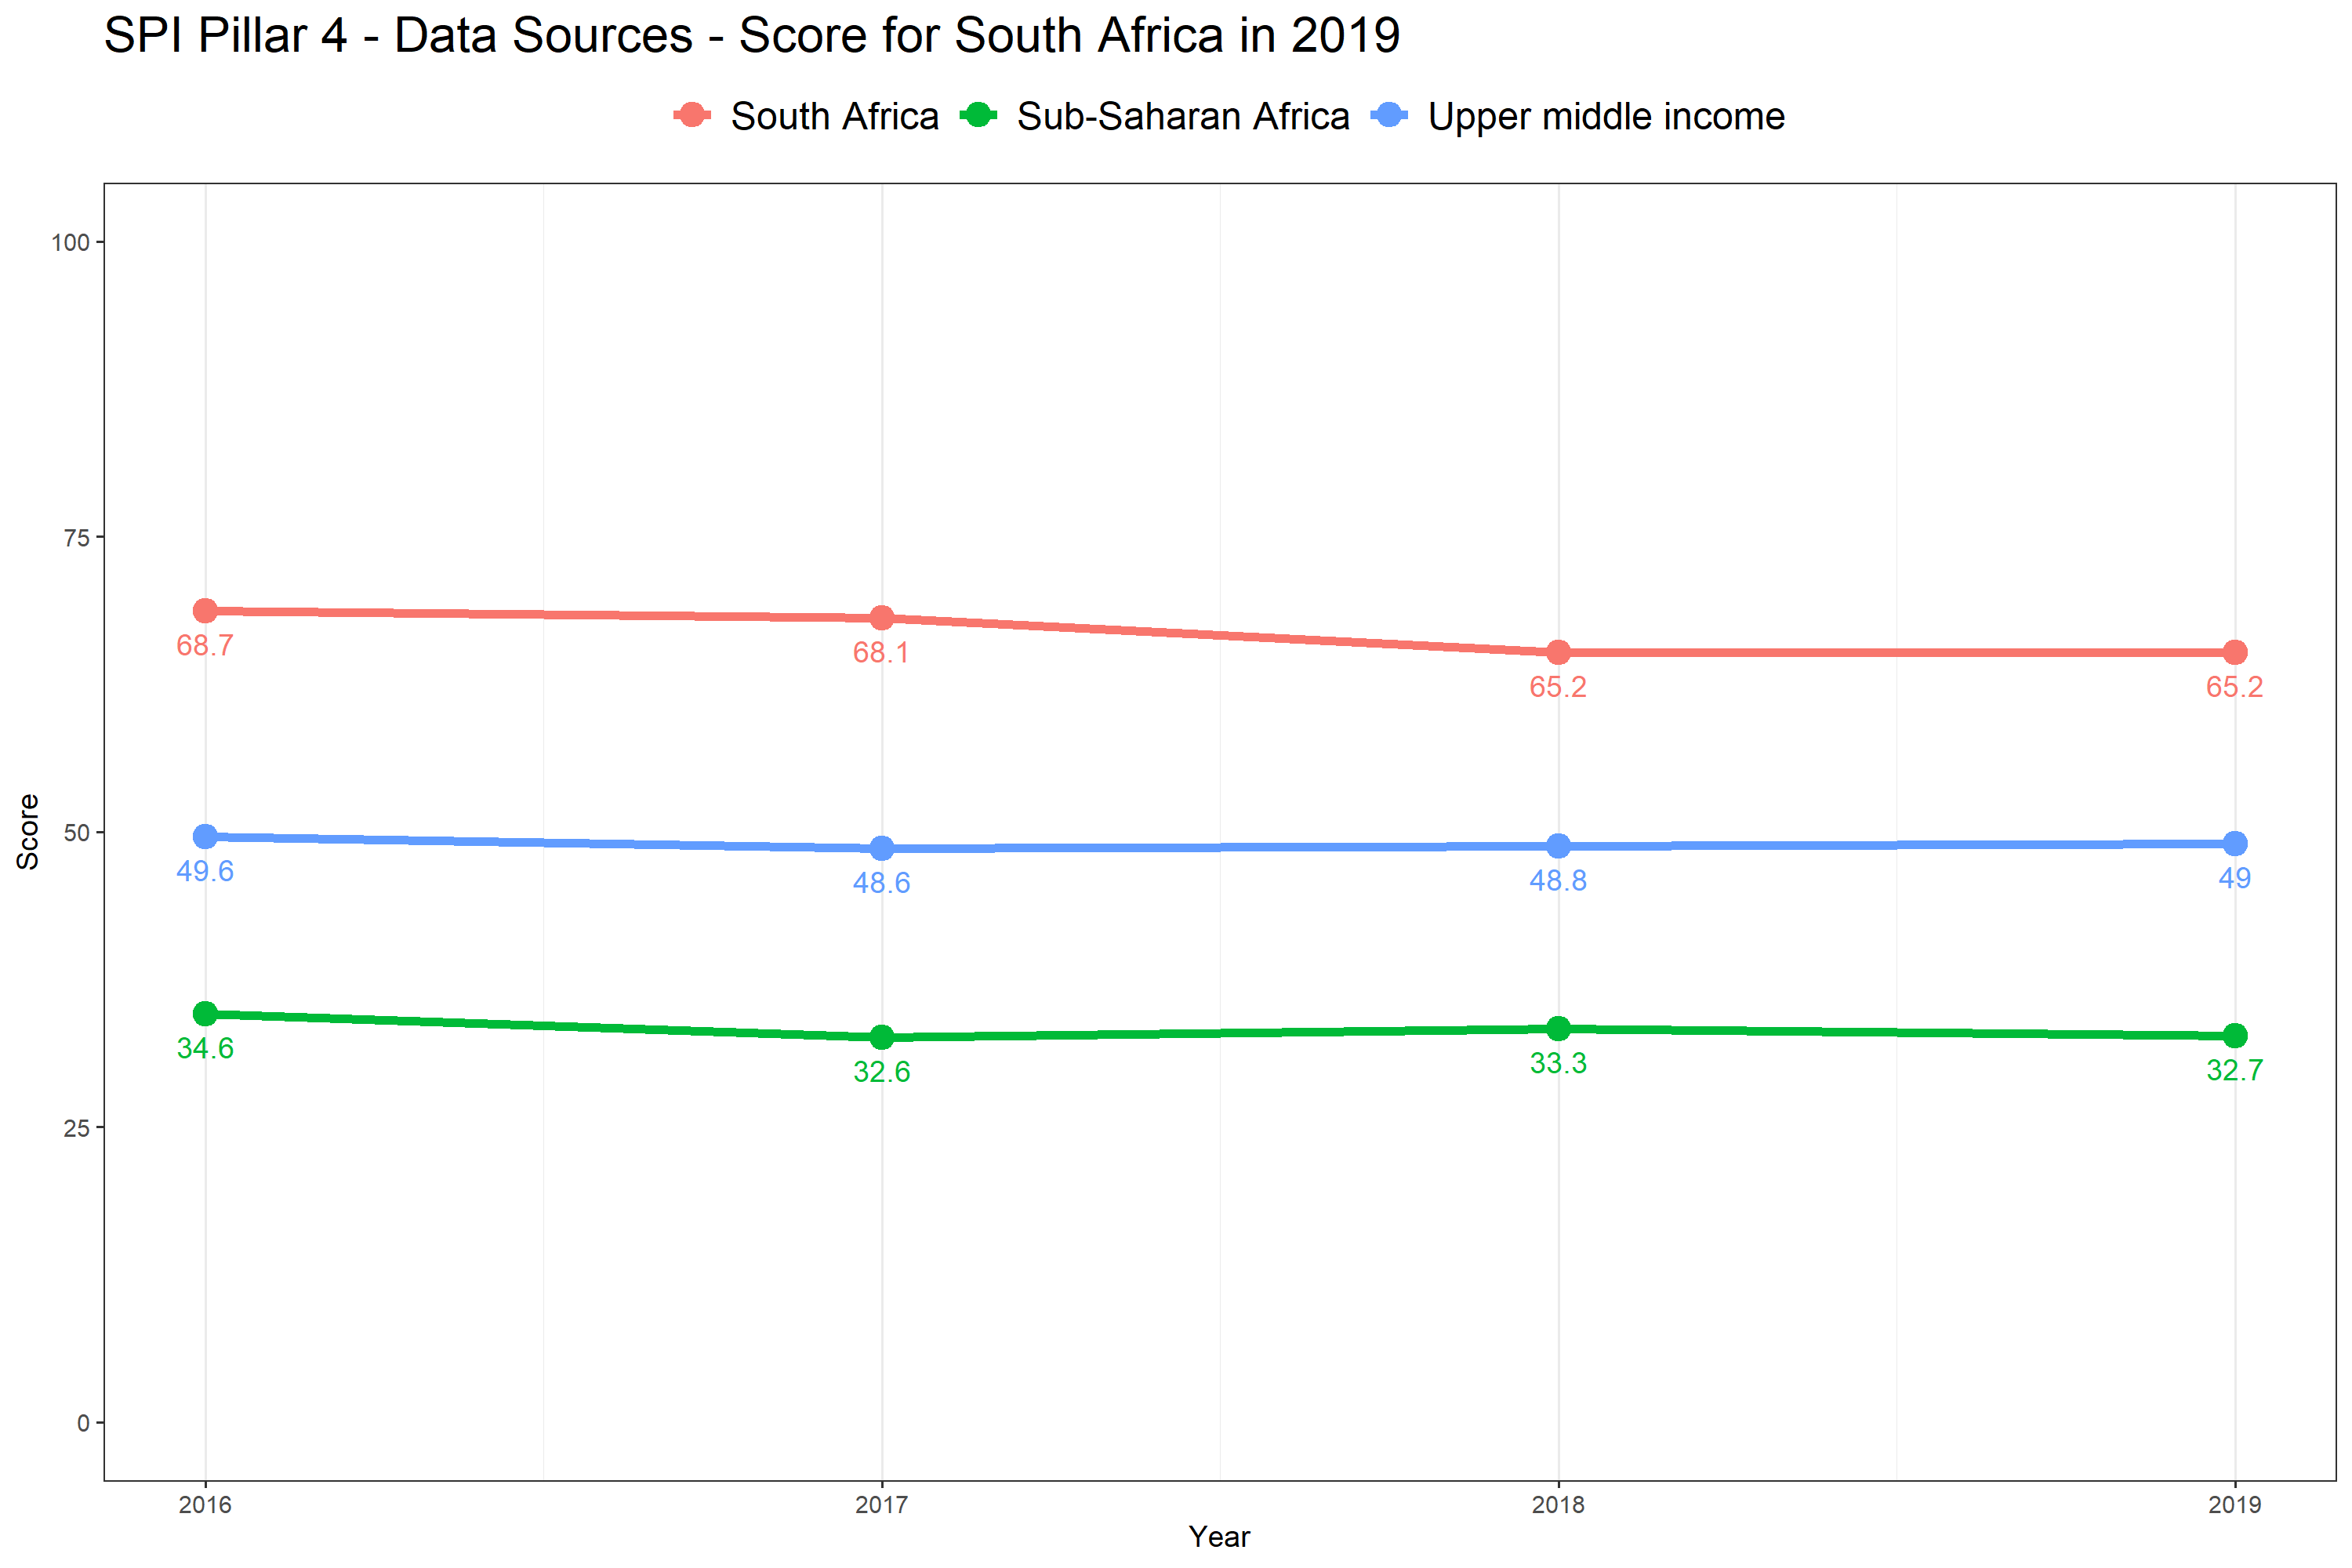 SPI Pillar 4 - Data Sources - Score for South Africa in 2019
South Africa Sub-Saharan Africa Upper middle income
100
75
50
25
0
Score
68.7 68.1 65.2 65.2
49.6 48.6 48.8 49
34.6 32.6 33.3 32.7
2016 2017 2018 2019
Year